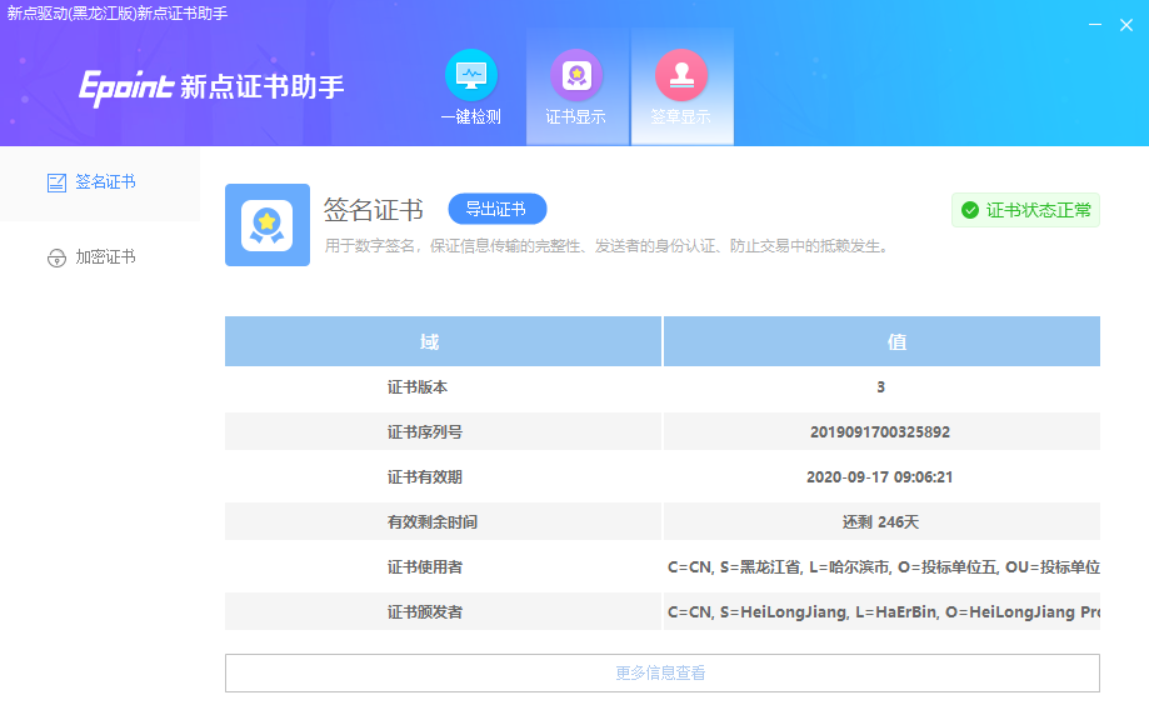 新点驱动(黑龙江版)新点证书助手
Epoint 新点证书助手
一键检测
证书显示
签章显示
签名证书
加密证书
签名证书
导出证书
证书状态正常
用于数字签名，保证信息传输的完整性、发送者的身份认证、防止交易中的抵赖发生。
域 值
证书版本 3
证书序列号 2019091700325892
证书有效期 2020-09-17 09:06:21
有效剩余时间 还剩 246天
证书使用者 C=CN, S=黑龙江省, L=哈尔滨市, O=投标单位五, OU=投标单位
证书颁发者 C=CN, S=HeiLongJiang, L=HaErBin, O=HeiLongJiang Pro
更多信息查看